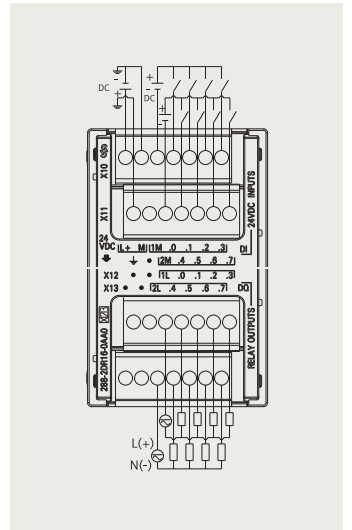 DC
DC
X10
X11
24VDC INPUTS
24
VDC L+ M 1M .0 .1 .2 .3 DI
2M .4 .5 .6 .7
X12 1L .0 .1 .2 .3
X13 2L .4 .5 .6 .7 DQ
RELAY OUTPUTS
288-2DR16-0AA0
L(+)
N(-)